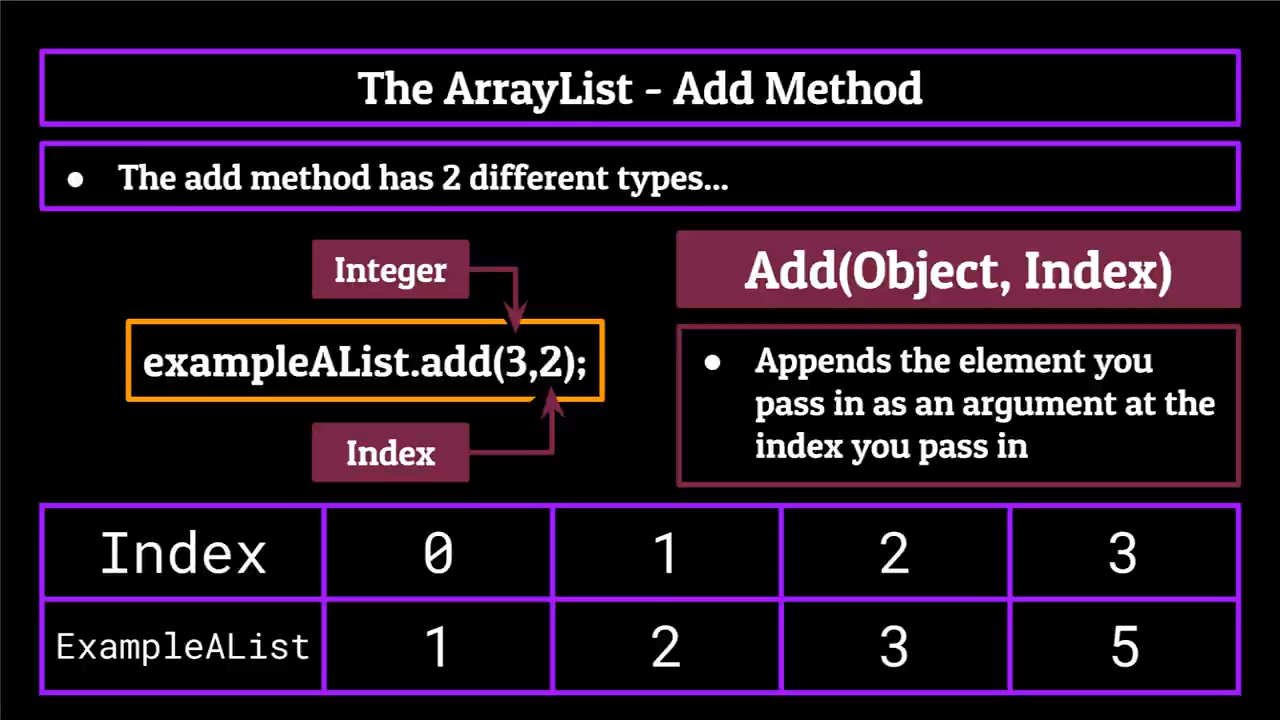 The ArrayList - Add Method
● The add method has 2 different types...
Integer
Add(Object, Index)
exampleAList.add(3,2);
● Appends the element you
pass in as an argument at the
index you pass in
Index
Index 0 1 2 3
ExampleAList 1 2 3 5